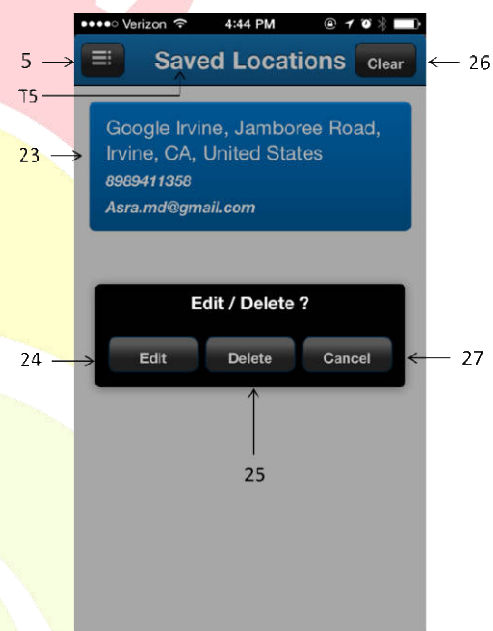 Verizon 4:44 PM
5 Saved Locations Clear 26
T5
Google Irvine, Jamboree Road,
23 Irvine, CA, United States
8989411358
Asra.md@gmail.com
Edit / Delete ?
24 Edit Delete Cancel 27
25